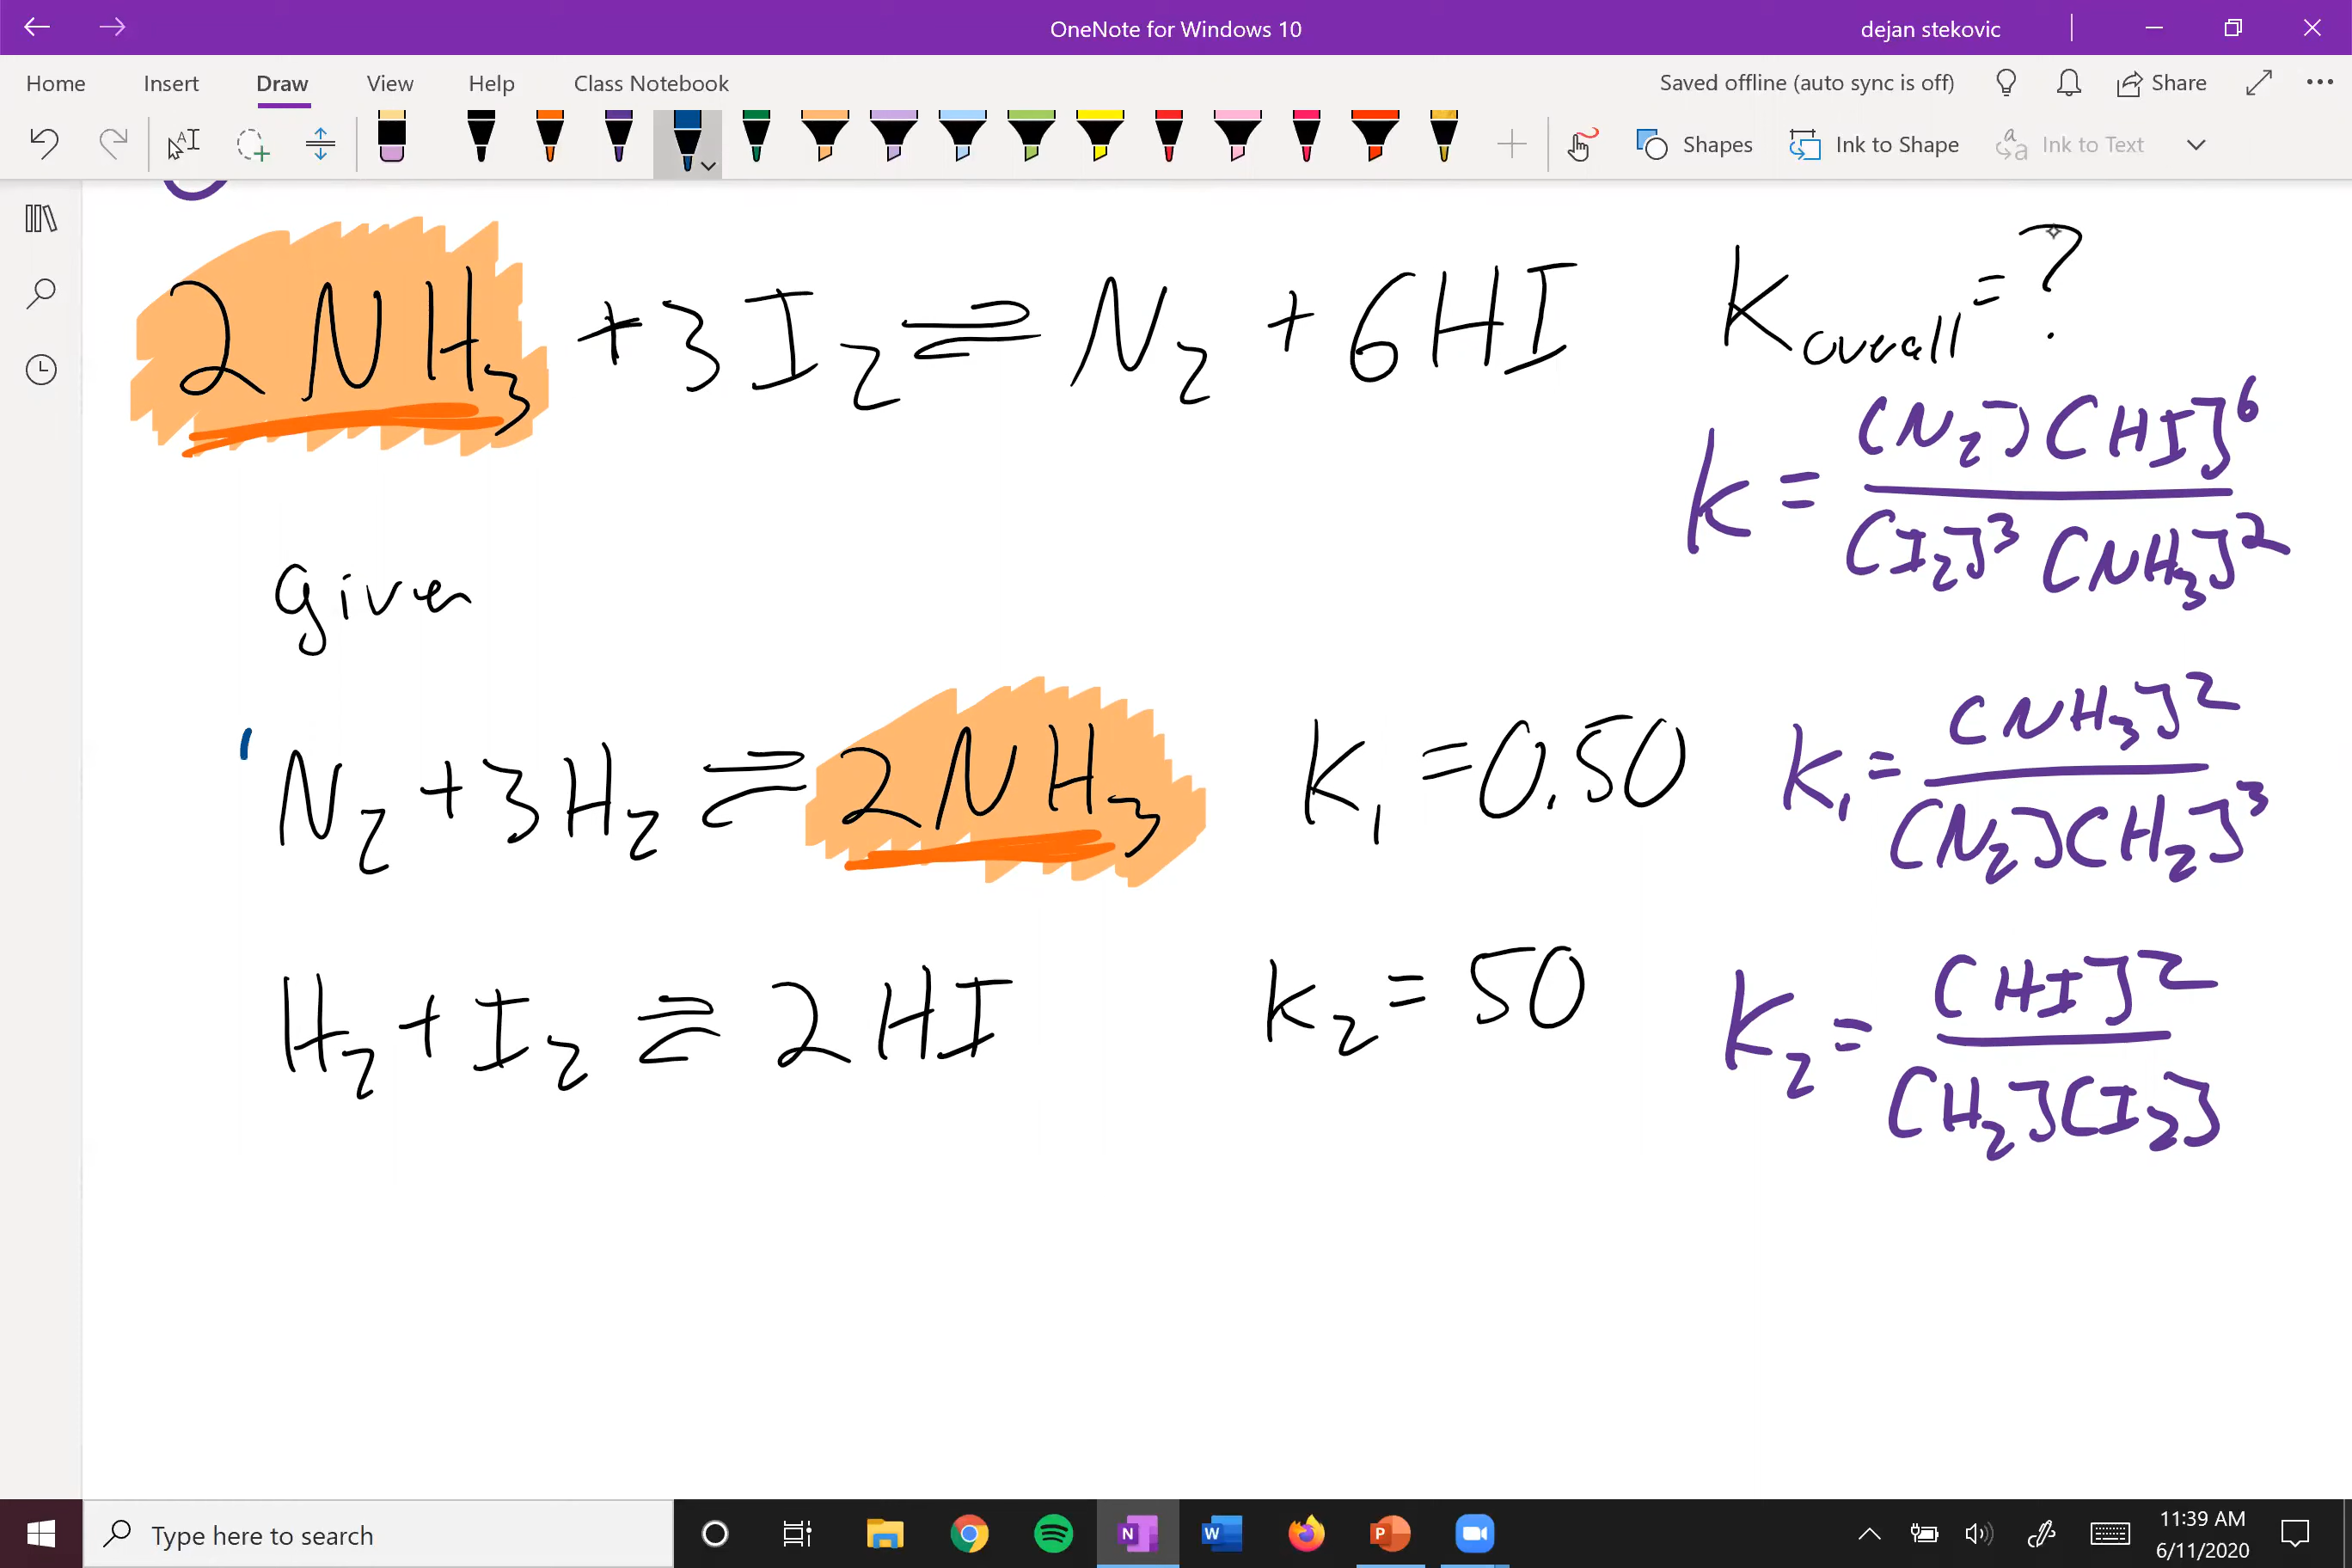 OneNote for Windows 10 dejan stekovic
Home Insert Draw View Help Class Notebook Saved offline (auto sync is off) Share
Shapes Ink to Shape Ink to Text
2NH₃ + 3I₂ ⇌ N₂ + 6HI K overall = ?
K = [N₂][HI]⁶ / [I₂]³[NH₃]²
given
N₂ + 3H₂ ⇌ 2NH₃ K₁ = 0.50 K₁ = [NH₃]² / [N₂][H₂]³
H₂ + I₂ ⇌ 2HI K₂ = 50 K₂ = [HI]² / [H₂][I₂]
Type here to search
11:39 AM
6/11/2020